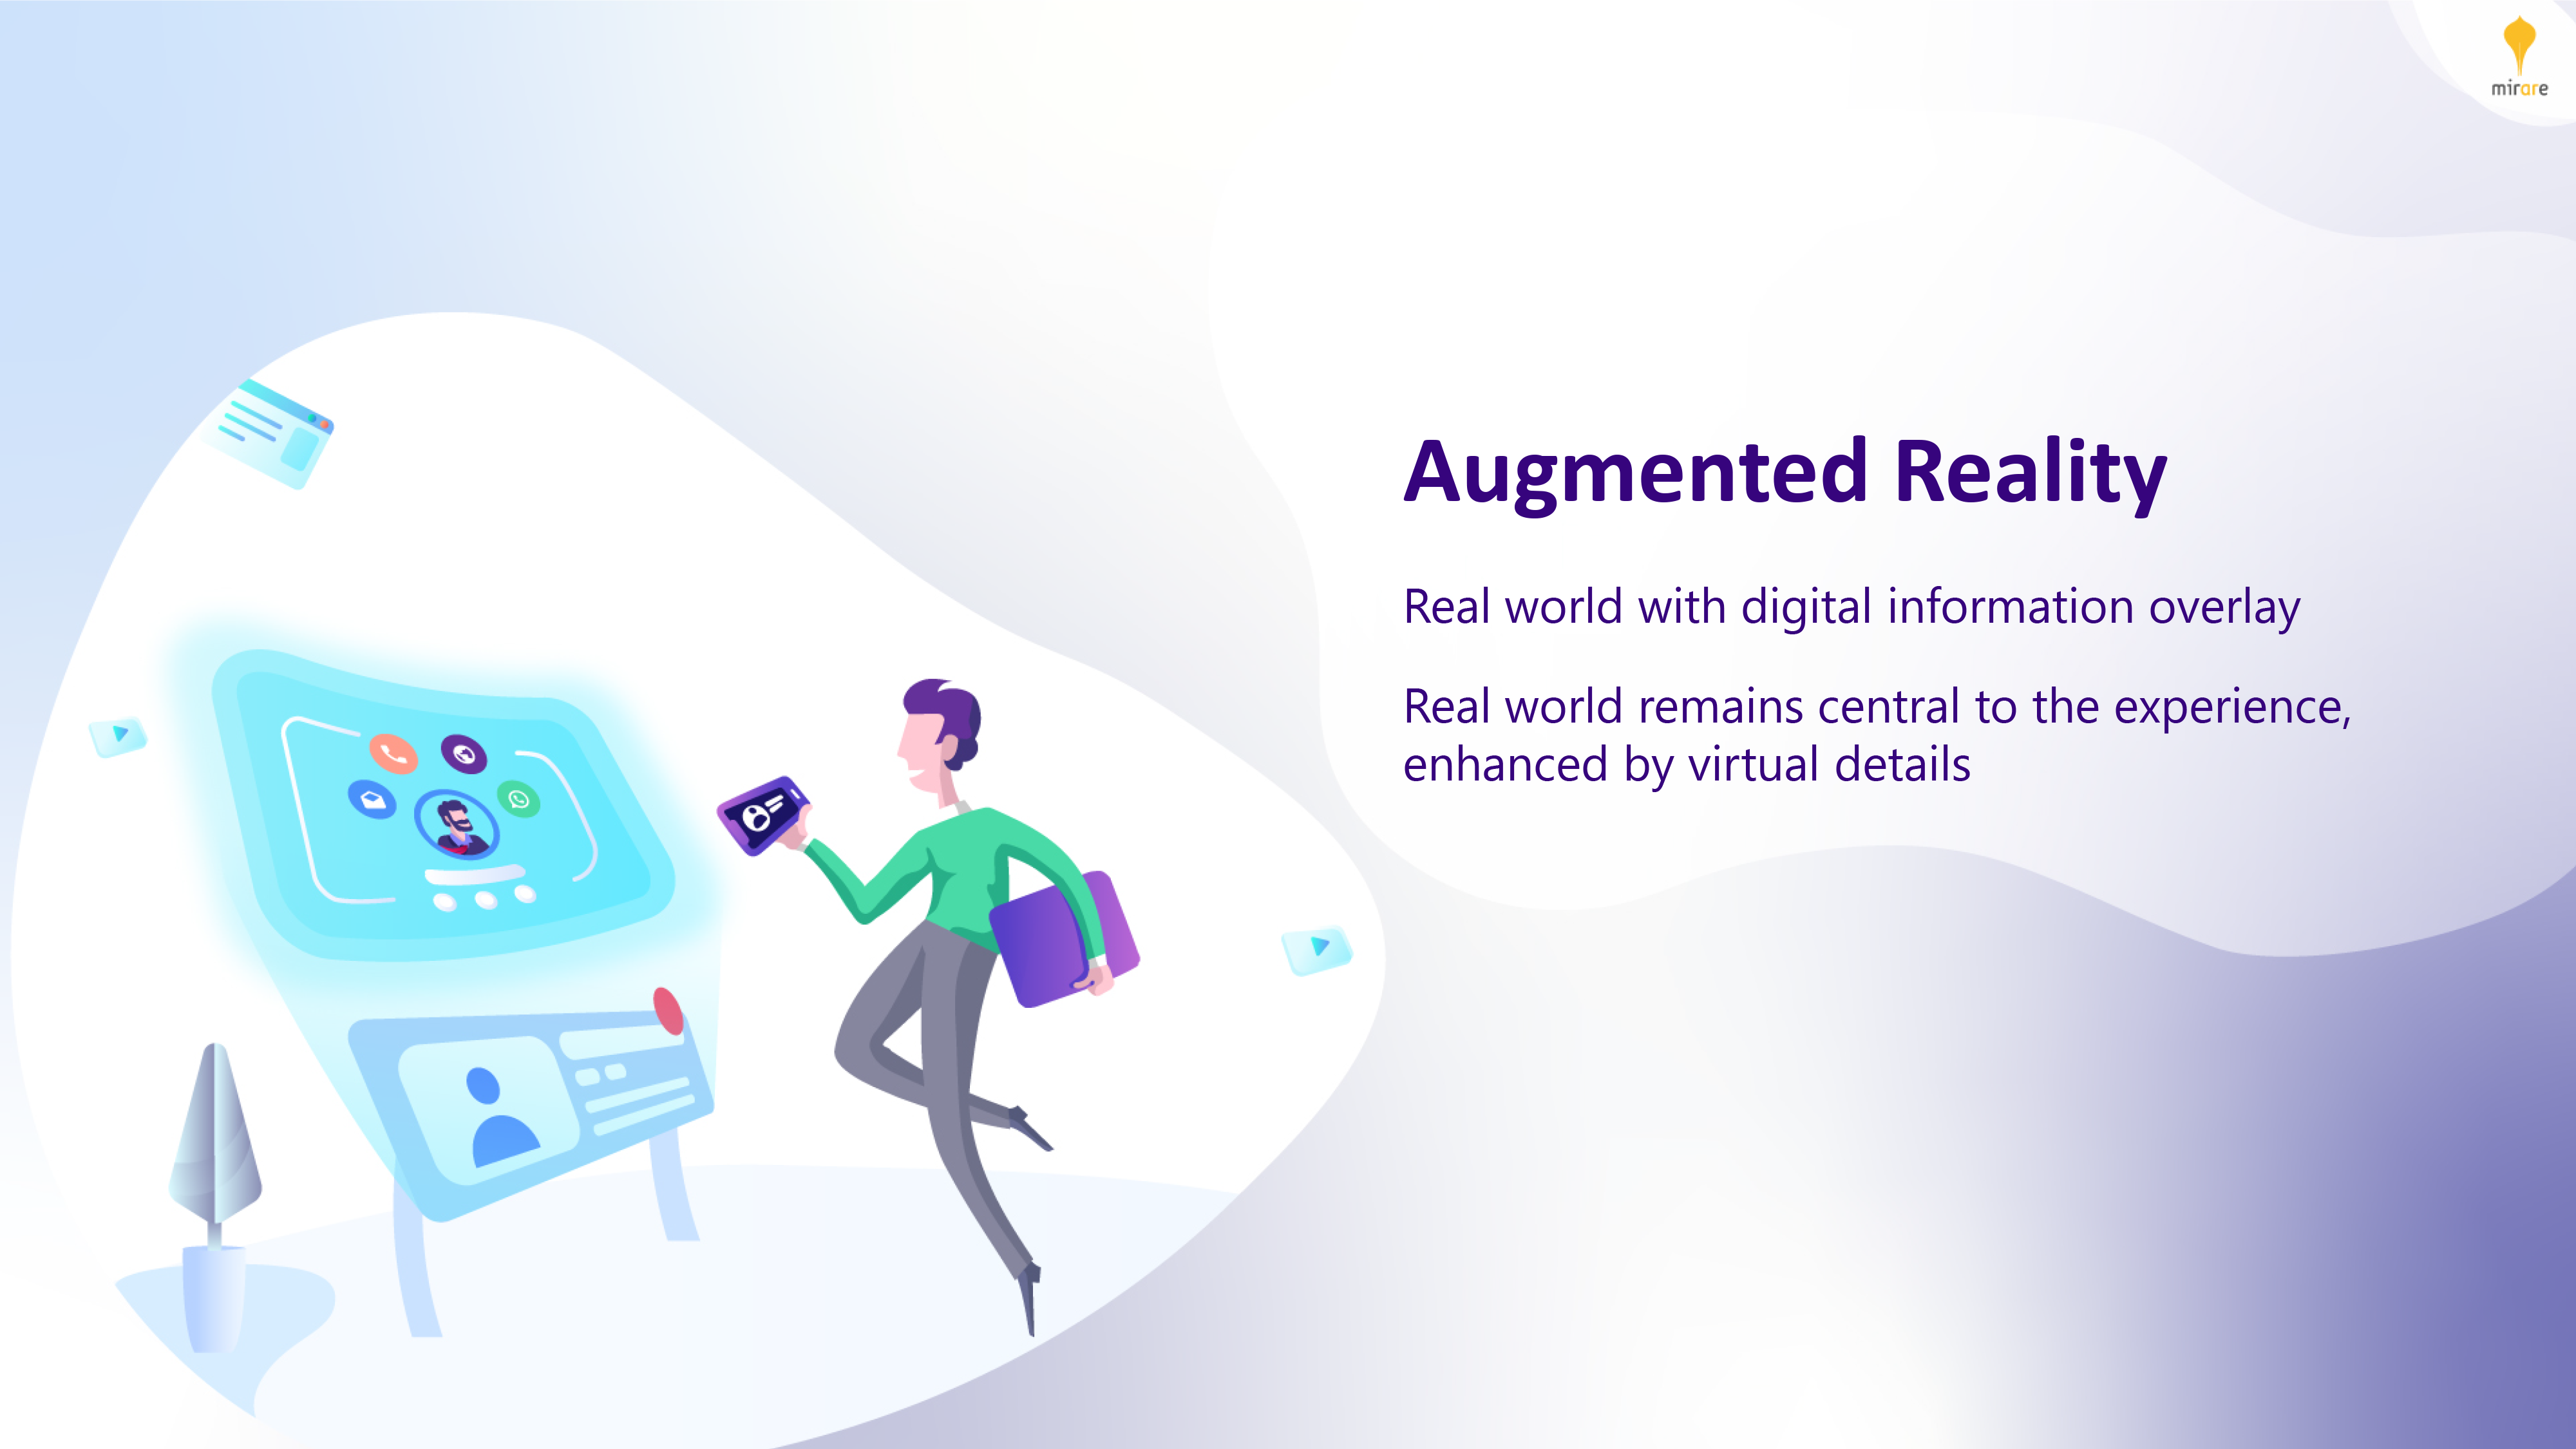 mirare
Augmented Reality
Real world with digital information overlay
Real world remains central to the experience,
enhanced by virtual details